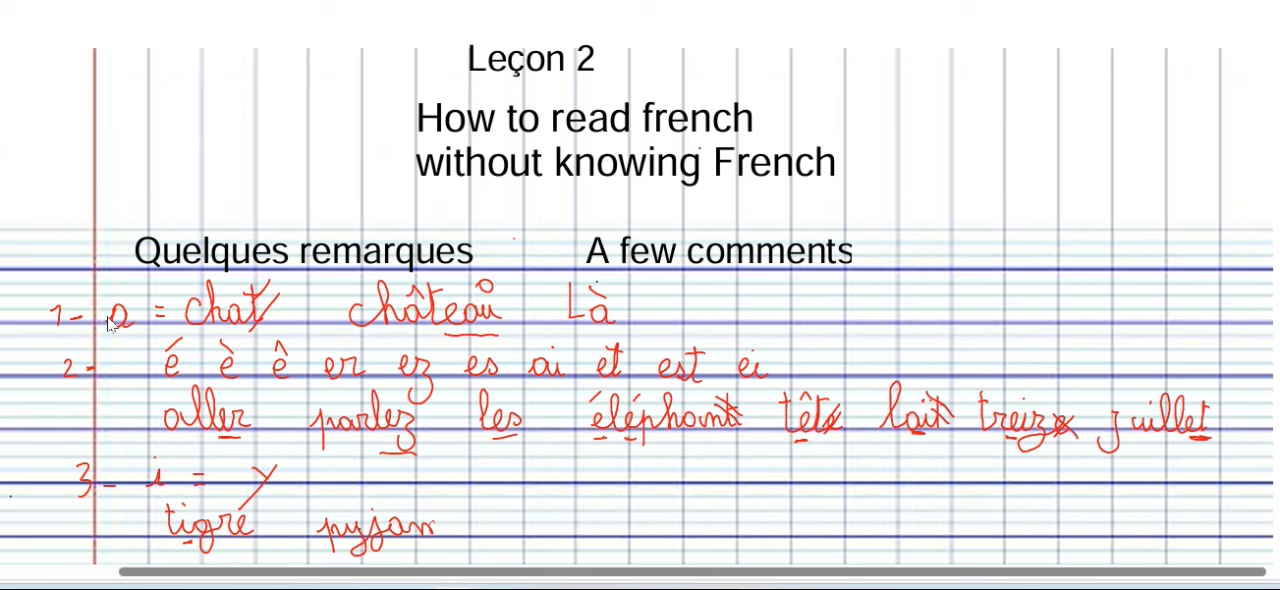 Leçon 2
How to read french
without knowing French
Quelques remarques A few comments
1- a = chat château Là
2- é è ê er ez es ai et est ei
aller parlez les éléphant tête lait treize juillet
3- i = y
tigré pyjam